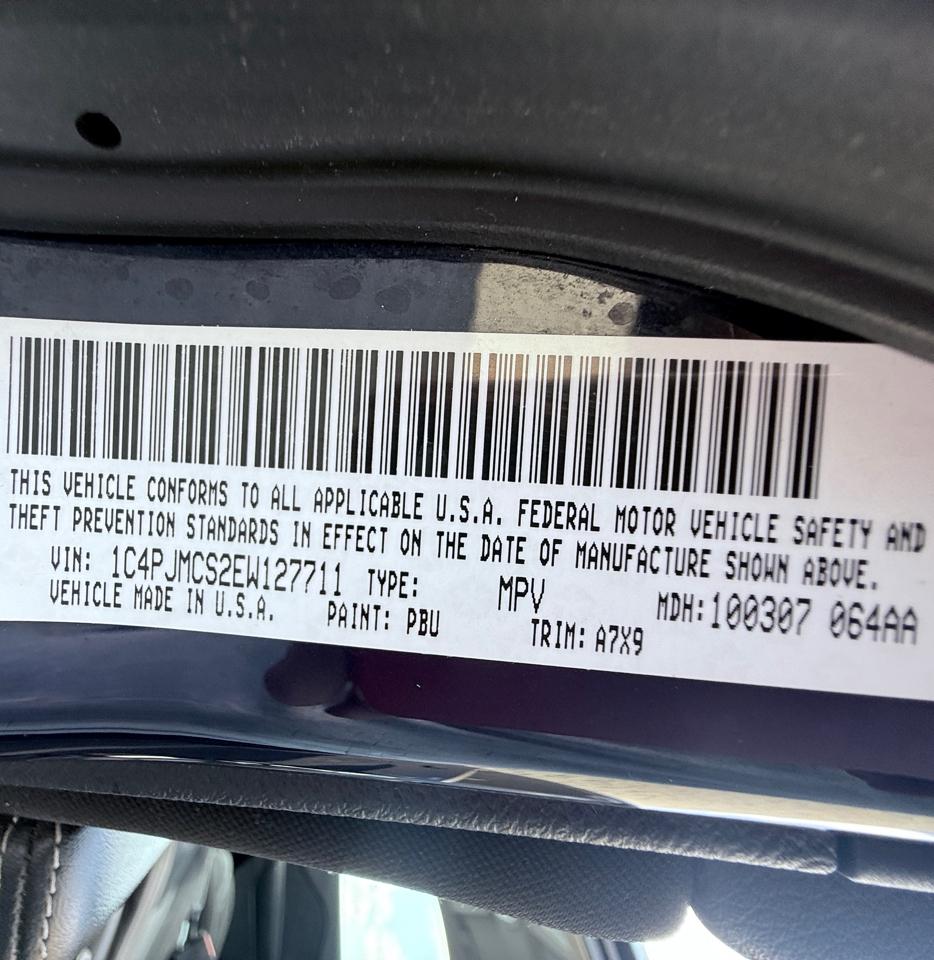 THIS VEHICLE CONFORMS TO ALL APPLICABLE U.S.A. FEDERAL MOTOR VEHICLE SAFETY AND
THEFT PREVENTION STANDARDS IN EFFECT ON THE DATE OF MANUFACTURE SHOWN ABOVE.
VIN: 1C4PJMCS2EW127711 TYPE: MPV MDH:100307 064AA
VEHICLE MADE IN U.S.A. PAINT: PBU TRIM: A7X9